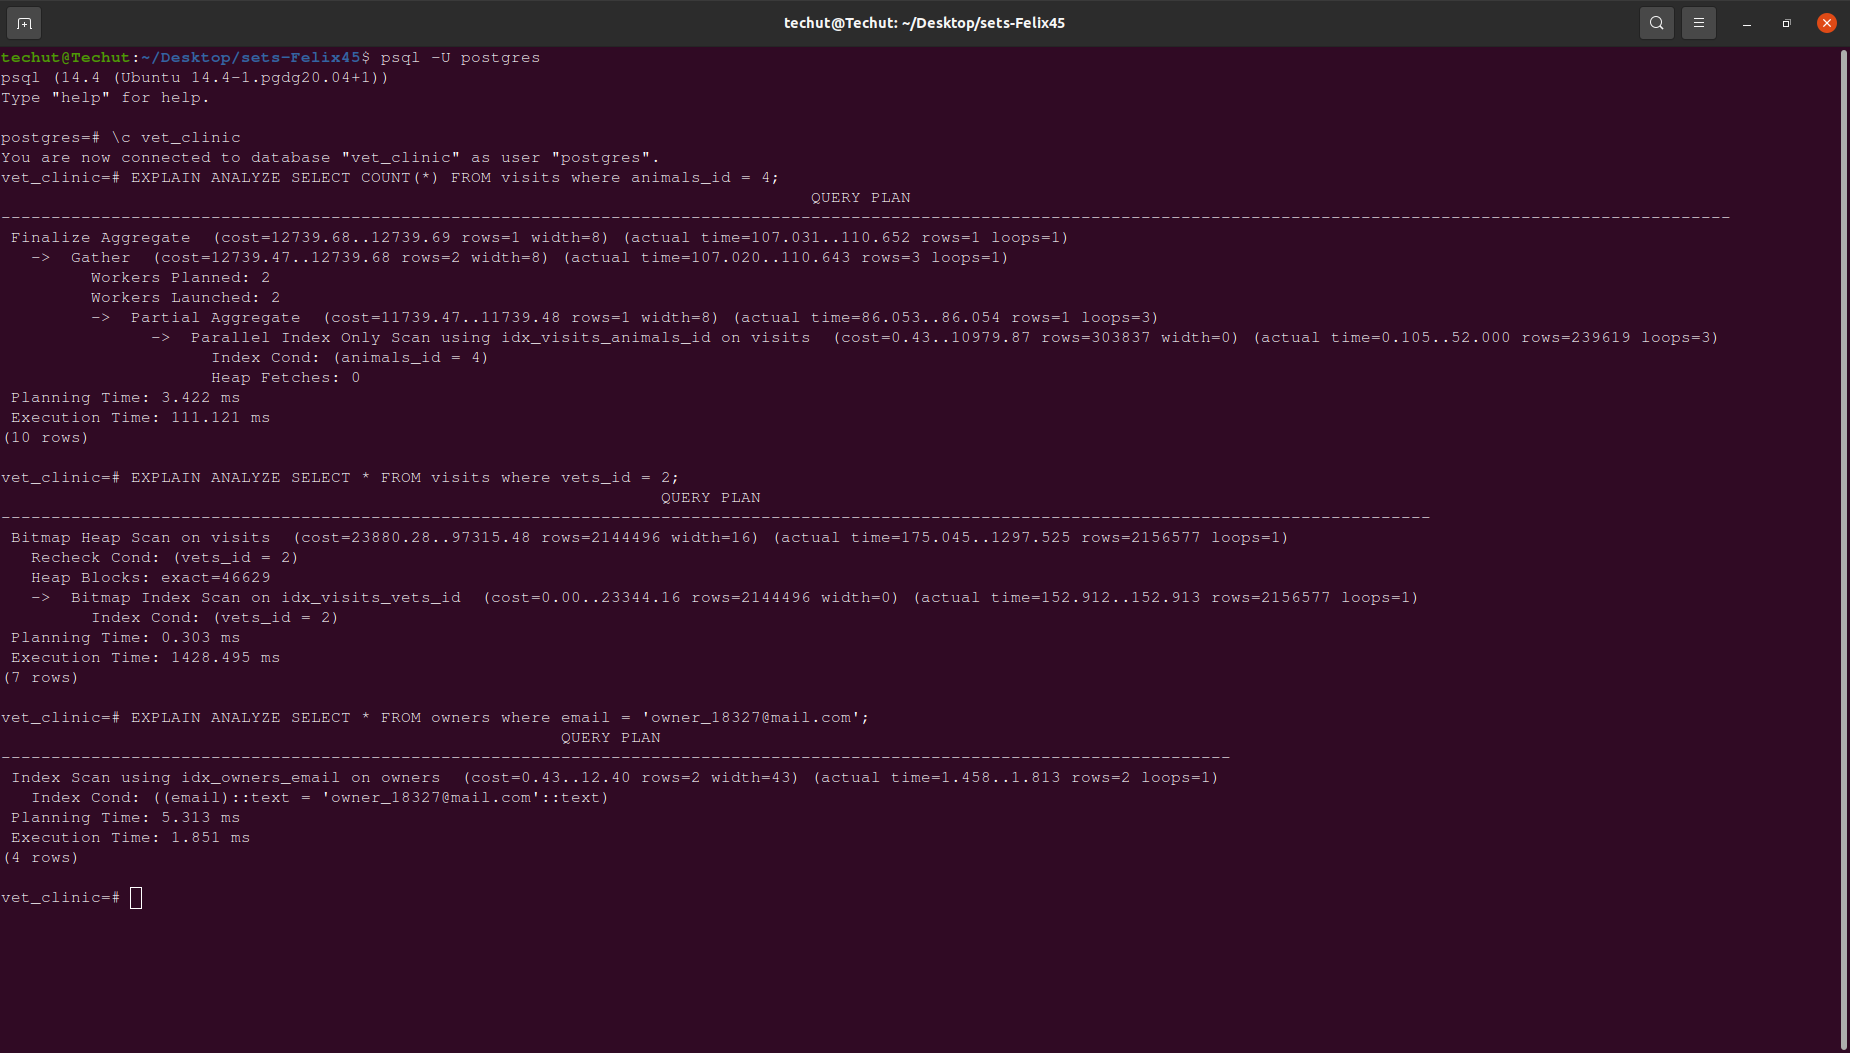 techut@Techut: ~/Desktop/sets-Felix45
techut@Techut:~/Desktop/sets-Felix45$ psql -U postgres
psql (14.4 (Ubuntu 14.4-1.pgdg20.04+1))
Type "help" for help.
postgres=# \c vet_clinic
You are now connected to database "vet_clinic" as user "postgres".
vet_clinic=# EXPLAIN ANALYZE SELECT COUNT(*) FROM visits where animals_id = 4;
QUERY PLAN
-----------------------------------------------------------------------------------------------------------------------------------------------------------------------------
Finalize Aggregate  (cost=12739.68..12739.69 rows=1 width=8) (actual time=107.031..110.652 rows=1 loops=1)
->  Gather  (cost=12739.47..12739.68 rows=2 width=8) (actual time=107.020..110.643 rows=3 loops=1)
Workers Planned: 2
Workers Launched: 2
->  Partial Aggregate  (cost=11739.47..11739.48 rows=1 width=8) (actual time=86.053..86.054 rows=1 loops=3)
->  Parallel Index Only Scan using idx_visits_animals_id on visits  (cost=0.43..10979.87 rows=303837 width=0) (actual time=0.105..52.000 rows=239619 loops=3)
Index Cond: (animals_id = 4)
Heap Fetches: 0
Planning Time: 3.422 ms
Execution Time: 111.121 ms
(10 rows)
vet_clinic=# EXPLAIN ANALYZE SELECT * FROM visits where vets_id = 2;
QUERY PLAN
-----------------------------------------------------------------------------------------------------------------------------------------------
Bitmap Heap Scan on visits  (cost=23880.28..97315.48 rows=2144496 width=16) (actual time=175.045..1297.525 rows=2156577 loops=1)
Recheck Cond: (vets_id = 2)
Heap Blocks: exact=46629
->  Bitmap Index Scan on idx_visits_vets_id  (cost=0.00..23344.16 rows=2144496 width=0) (actual time=152.912..152.913 rows=2156577 loops=1)
Index Cond: (vets_id = 2)
Planning Time: 0.303 ms
Execution Time: 1428.495 ms
(7 rows)
vet_clinic=# EXPLAIN ANALYZE SELECT * FROM owners where email = 'owner_18327@mail.com';
QUERY PLAN
---------------------------------------------------------------------------------------------------------------------------
Index Scan using idx_owners_email on owners  (cost=0.43..12.40 rows=2 width=43) (actual time=1.458..1.813 rows=2 loops=1)
Index Cond: ((email)::text = 'owner_18327@mail.com'::text)
Planning Time: 5.313 ms
Execution Time: 1.851 ms
(4 rows)
vet_clinic=#